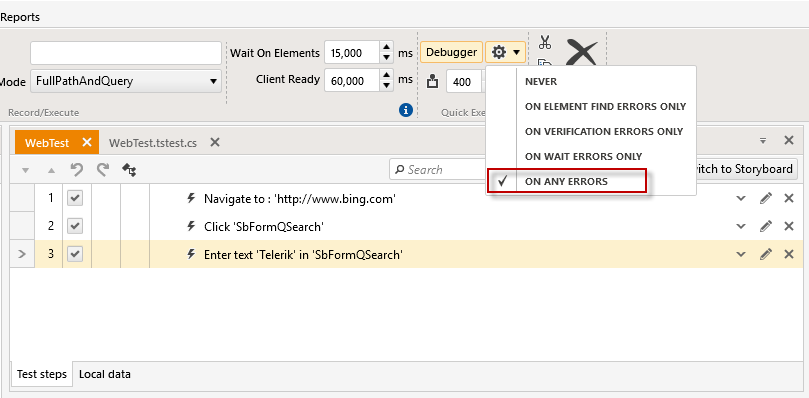 Reports
Wait On Elements 15,000 ms Debugger
Mode FullPathAndQuery Client Ready 60,000 ms 400
Record/Execute Quick Exe
NEVER
ON ELEMENT FIND ERRORS ONLY
ON VERIFICATION ERRORS ONLY
ON WAIT ERRORS ONLY
ON ANY ERRORS
WebTest WebTest.tstest.cs
Search witch to Storyboard
1 Navigate to : 'http://www.bing.com'
2 Click 'SbFormQSearch'
3 Enter text 'Telerik' in 'SbFormQSearch'
Test steps Local data